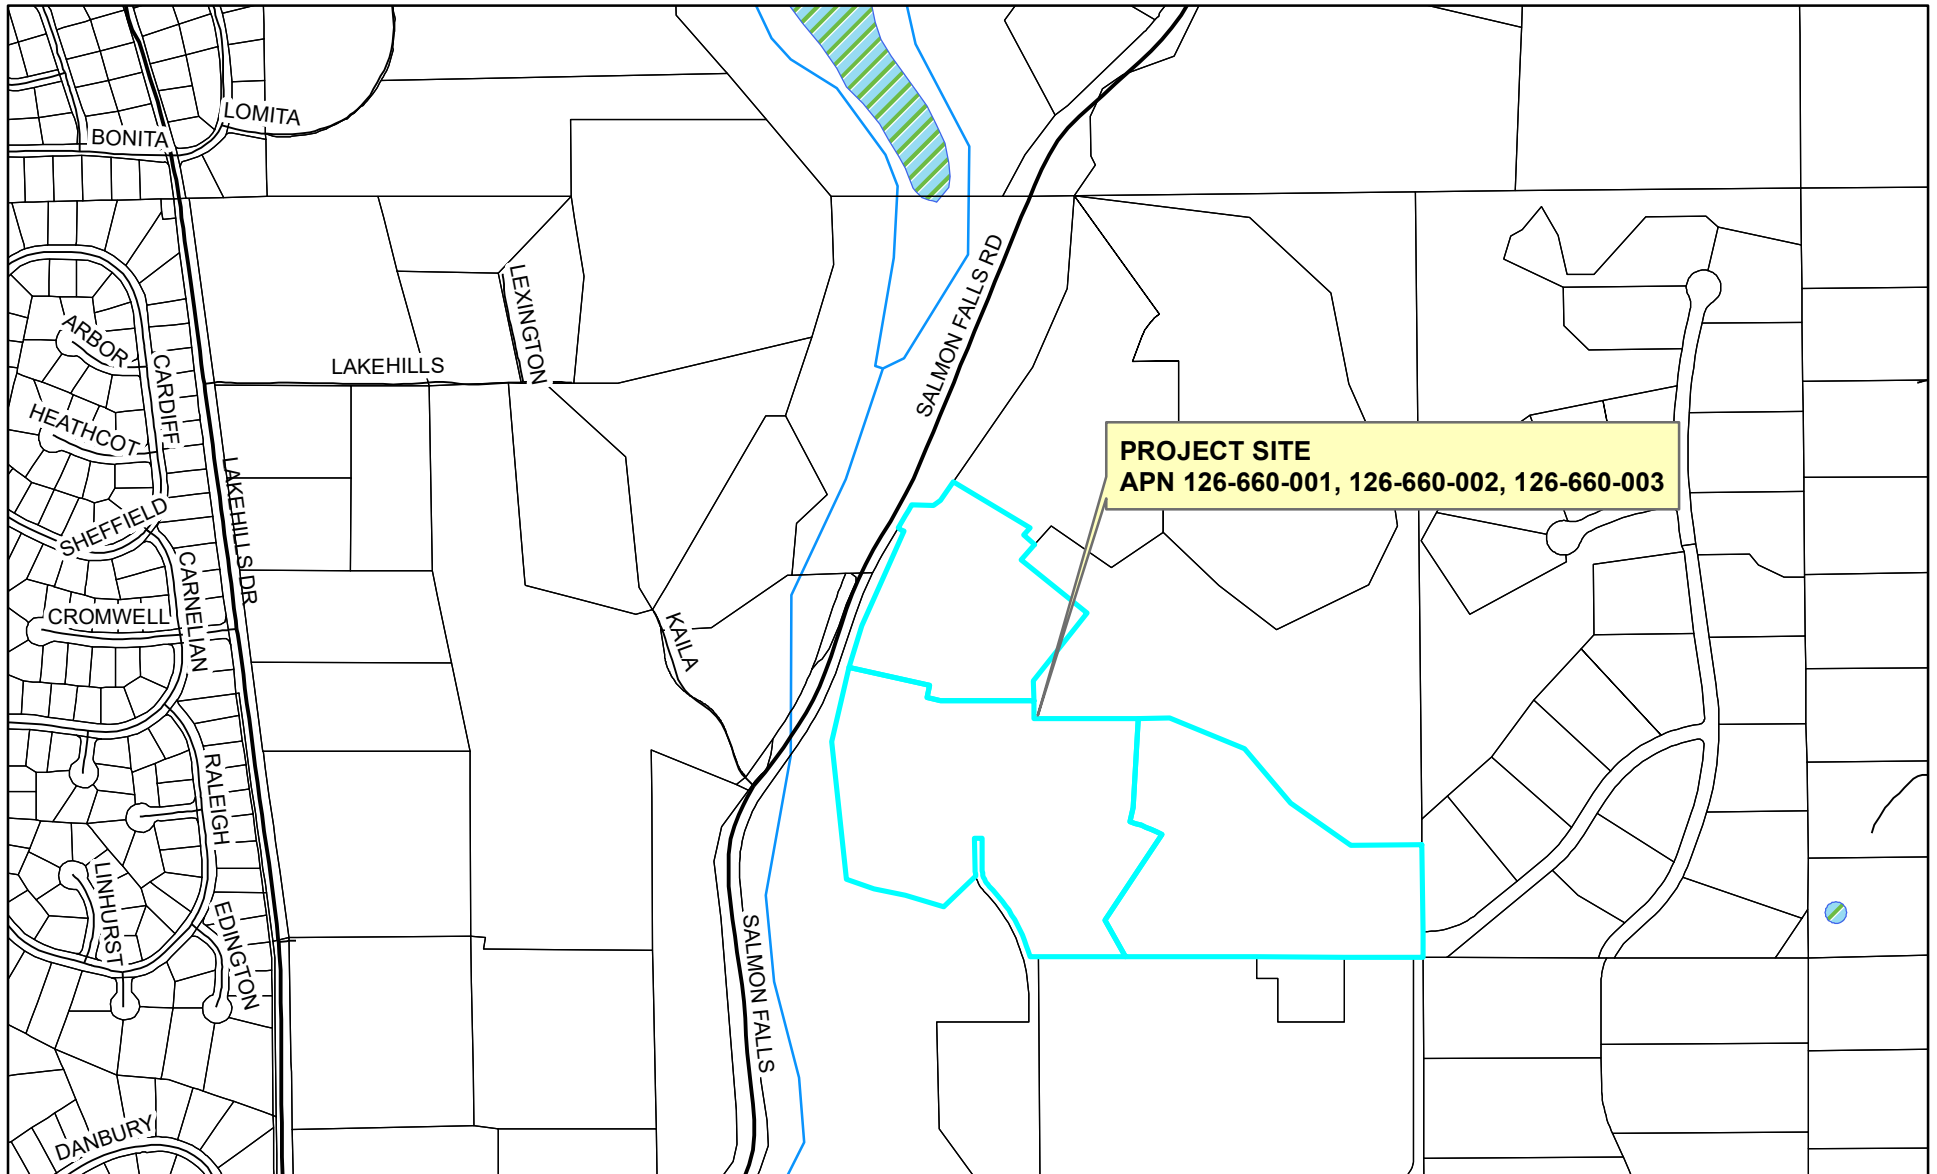 LOMITA
BONITA
SALMON FALLS RD
LEXINGTON
ARBOR
CARDIFF
LAKEHILLS
HEATHCOT
PROJECT SITE
APN 126-660-001, 126-660-002, 126-660-003
LAKEHILLS DR
SHEFFIELD
CARNELIAN
CROMWELL
KAILA
RALEIGH
LINHURST
EDINGTON
SALMON FALLS
DANBURY